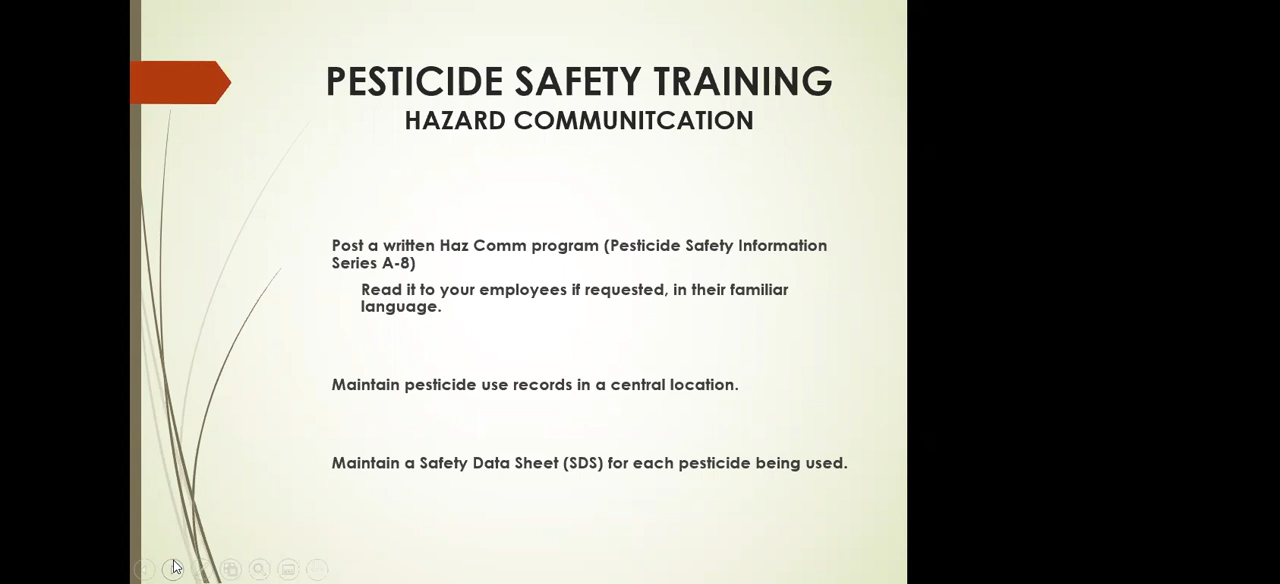 PESTICIDE SAFETY TRAINING
HAZARD COMMUNITCATION
Post a written Haz Comm program (Pesticide Safety Information
Series A-8)
Read it to your employees if requested, in their familiar
language.
Maintain pesticide use records in a central location.
Maintain a Safety Data Sheet (SDS) for each pesticide being used.